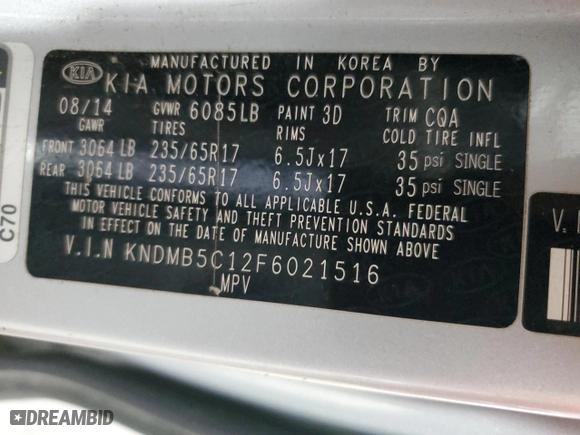 MANUFACTURED IN KOREA BY
KIA KIA MOTORS CORPORATION
08/14 GVWR 6085LB PAINT 3D TRIM CQA
GAWR TIRES RIMS COLD TIRE INFL
FRONT 3064 LB 235/65R17 6.5Jx17 35 psi SINGLE
REAR 3064 LB 235/65R17 6.5Jx17 35 psi SINGLE
THIS VEHICLE CONFORMS TO ALL APPLICABLE U.S.A. FEDERAL
MOTOR VEHICLE SAFETY AND THEFT PREVENTION STANDARDS
IN EFFECT ON THE DATE OF MANUFACTURE SHOWN ABOVE
V.I.N KNDMB5C12F6021516
MPV
C70
V.I
DREAMBID